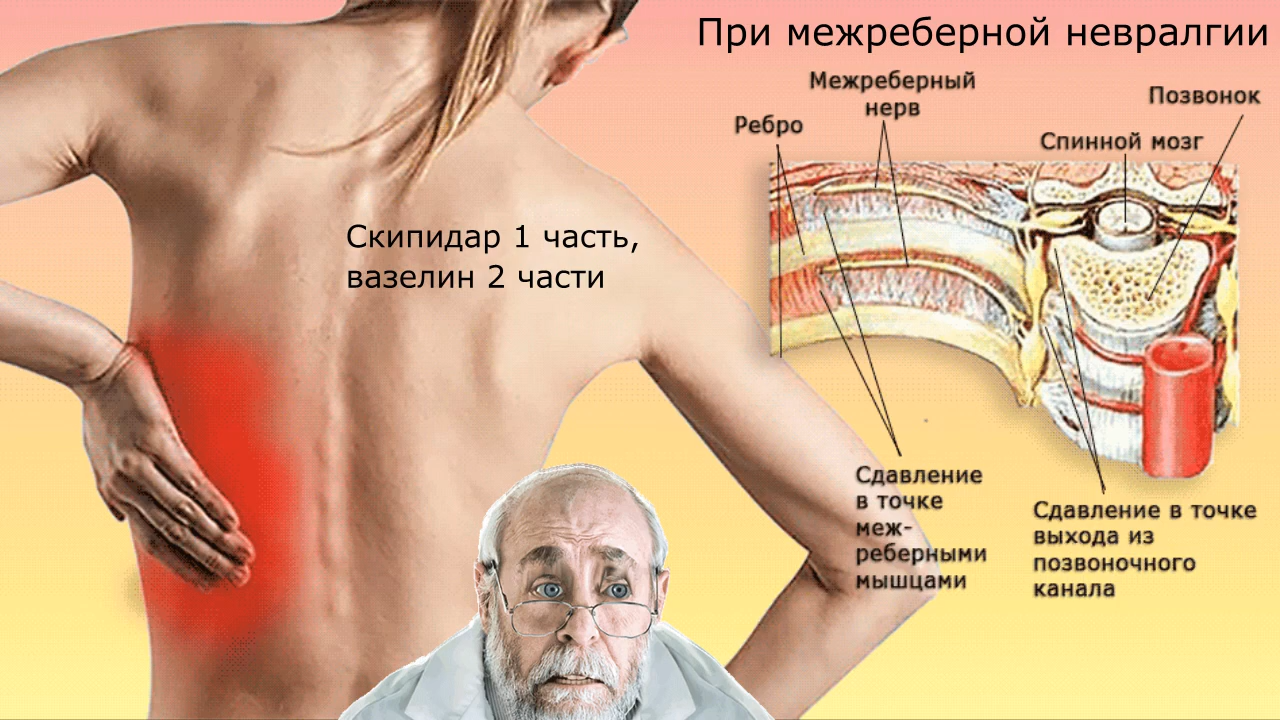 При межреберной невралгии
Межреберный
нерв
Ребро
Позвонок
Спинной мозг
Скипидар 1 часть,
вазелин 2 части
Сдавление
в точке
меж-
реберными
мышцами
Сдавление в точке
выхода из
позвоночного
канала